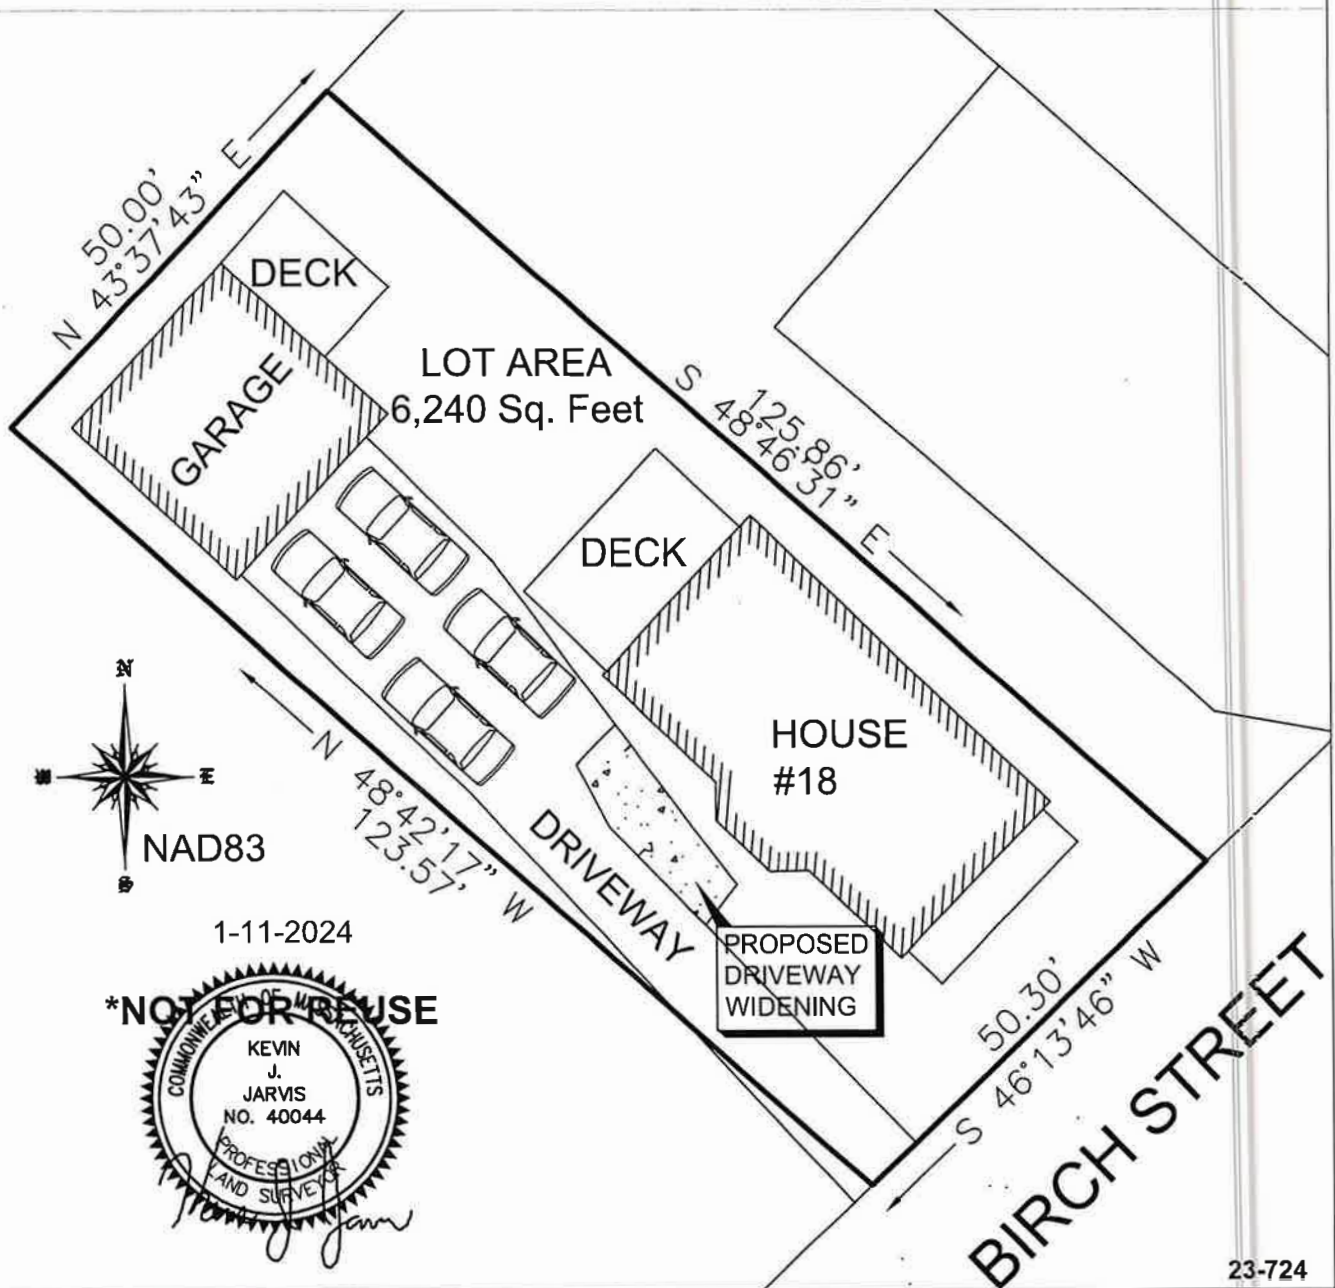 50.00'
N 43°37'43" E
DECK
GARAGE
LOT AREA
6,240 Sq. Feet
125.86'
S 48°46'31" E
DECK
HOUSE
#18
N
W
E
S
NAD83
N 48°42'17" W
123.57'
DRIVEWAY
PROPOSED
DRIVEWAY
WIDENING
1-11-2024
*NOT FOR REUSE
COMMONWEALTH OF MASSACHUSETTS
KEVIN
J.
JARVIS
NO. 40044
PROFESSIONAL
LAND SURVEYOR
50.30'
S 46°13'46" W
BIRCH STREET
23-724